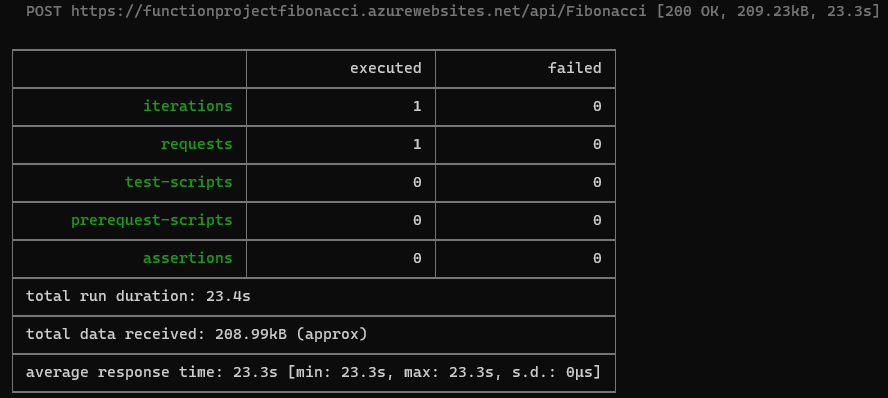 POST https://functionprojectfibonacci.azurewebsites.net/api/Fibonacci [200 OK, 209.23kB, 23.3s]
executed failed
iterations 1 0
requests 1 0
test-scripts 0 0
prerequest-scripts 0 0
assertions 0 0
total run duration: 23.4s
total data received: 208.99kB (approx)
average response time: 23.3s [min: 23.3s, max: 23.3s, s.d.: 0µs]